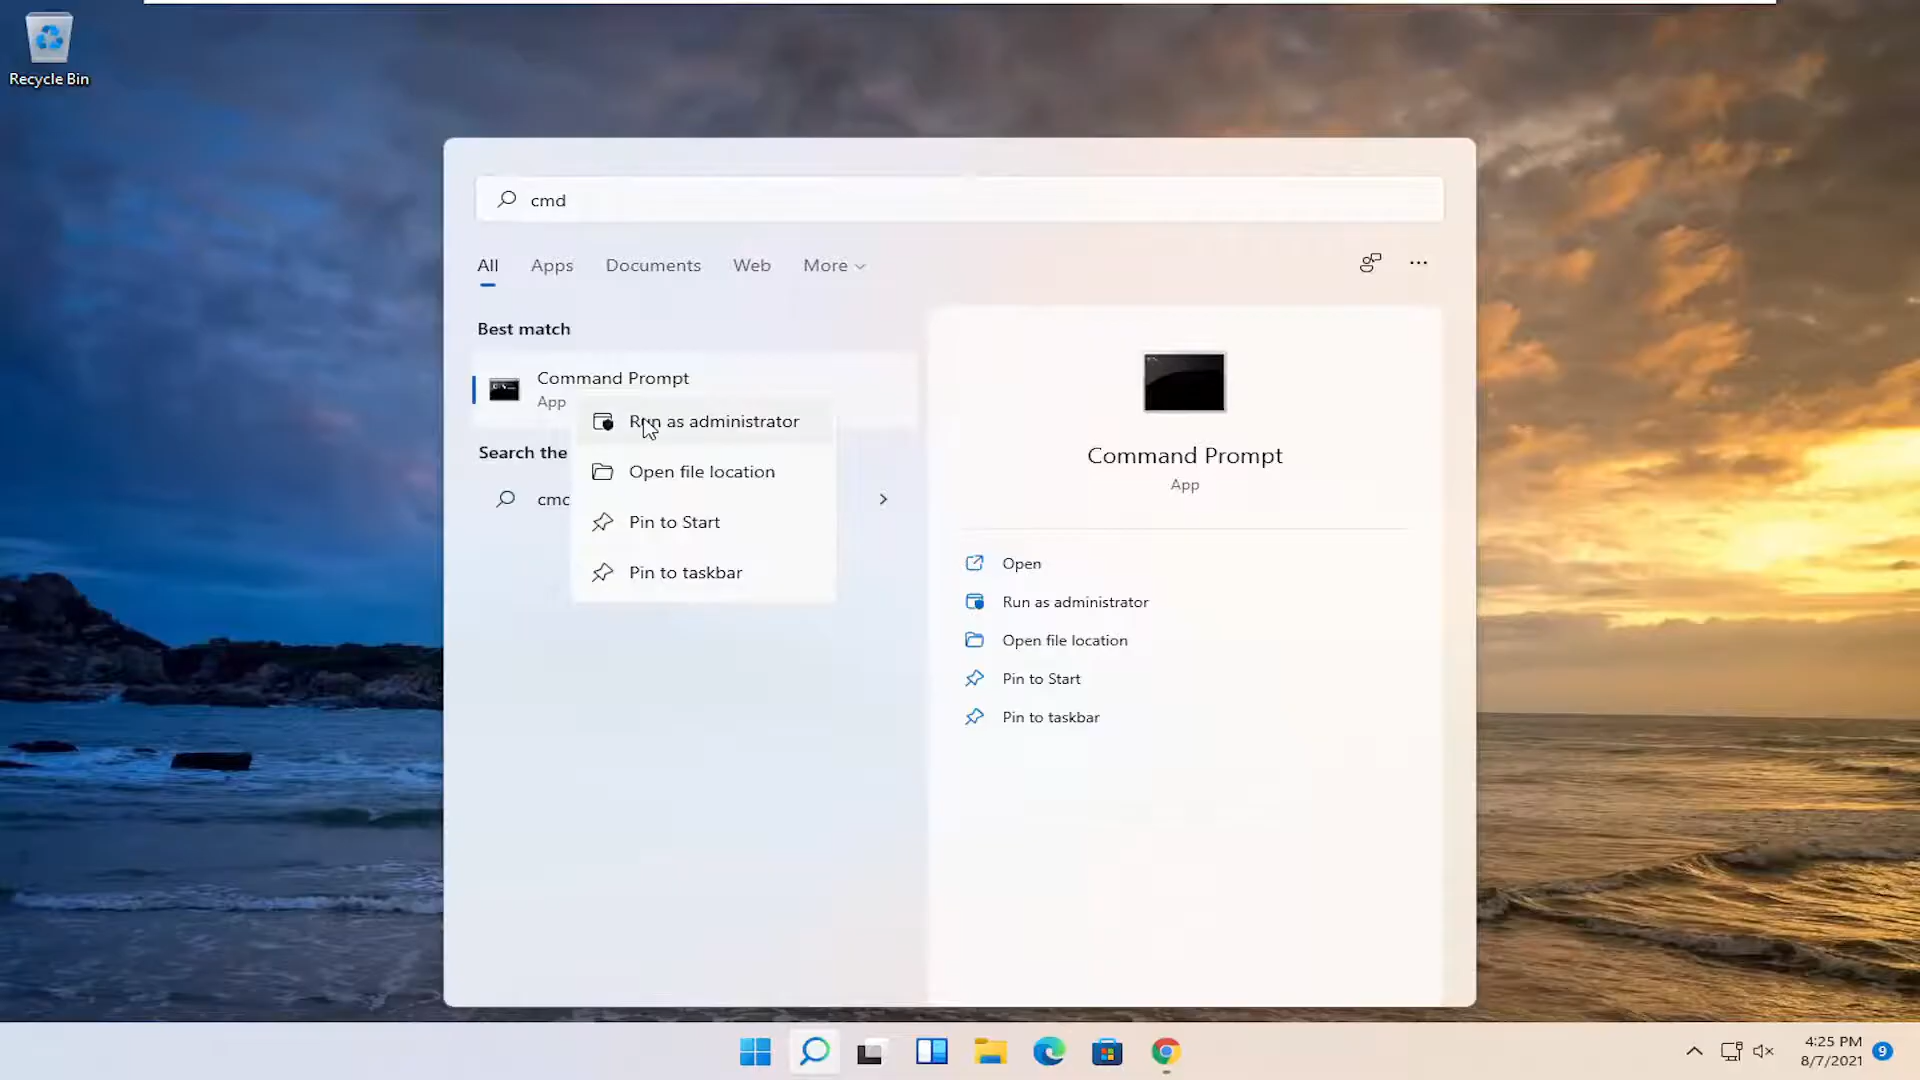 Recycle Bin
cmd
All
Apps
Documents
Web
More
Best match
Command Prompt
App
Run as administrator
Open file location
Pin to Start
Pin to taskbar
Search the
cmd
Command Prompt
App
Open
Run as administrator
Open file location
Pin to Start
Pin to taskbar
4:25 PM
8/7/2021
9